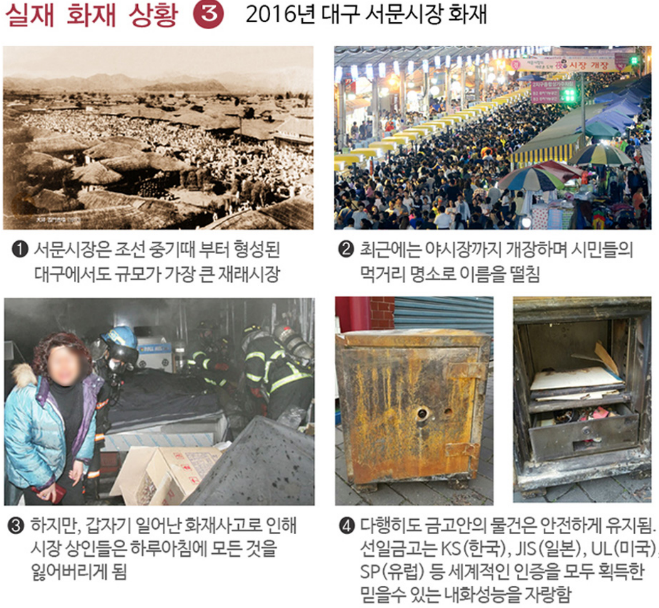 실재 화재 상황 ❸ 2016년 대구 서문시장 화재
시장 개장
❶ 서문시장은 조선 중기때 부터 형성된
대구에서도 규모가 가장 큰 재래시장
❷ 최근에는 야시장까지 개장하며 시민들의
먹거리 명소로 이름을 떨침
❸ 하지만, 갑자기 일어난 화재사고로 인해
시장 상인들은 하루아침에 모든 것을
잃어버리게 됨
❹ 다행히도 금고안의 물건은 안전하게 유지됨.
선일금고는 KS(한국), JIS(일본), UL(미국),
SP(유럽) 등 세계적인 인증을 모두 획득한
믿을수 있는 내화성능을 자랑함